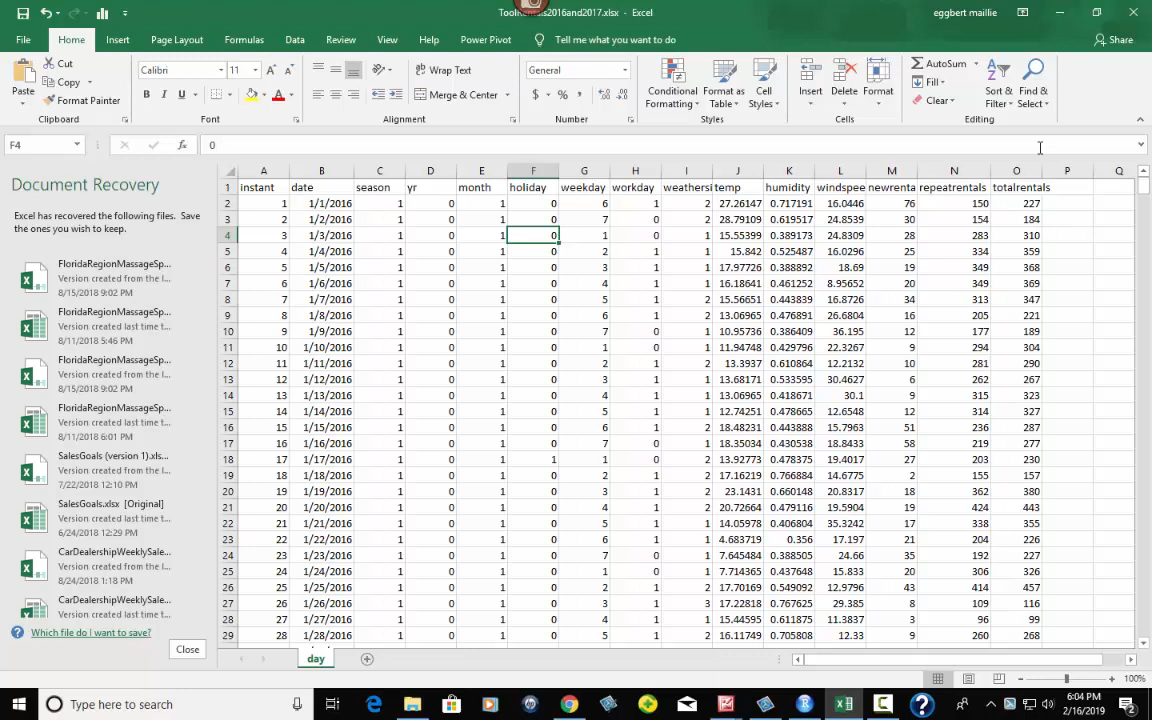 ToolRentals2016and2017.xlsx - Excel
eggbert maillie
File Home Insert Page Layout Formulas Data Review View Help Power Pivot Tell me what you want to do Share
Paste Cut Copy Format Painter
Calibri 11
B I U
Wrap Text
Merge & Center
General
$ % ,
Conditional Formatting Format as Table Cell Styles
Insert Delete Format
AutoSum Fill Clear
Sort & Filter Find & Select
Clipboard Font Alignment Number Styles Cells Editing
F4 fx 0
Document Recovery
Excel has recovered the following files. Save
the ones you wish to keep.
FloridaRegionMassageSp...
Version created from the l...
8/15/2018 9:02 PM
FloridaRegionMassageSp...
Version created last time t...
8/11/2018 5:46 PM
FloridaRegionMassageSp...
Version created from the l...
8/15/2018 9:02 PM
FloridaRegionMassageSp...
Version created last time t...
8/11/2018 6:01 PM
SalesGoals (version 1).xls...
Version created from the l...
7/22/2018 12:10 PM
SalesGoals.xlsx [Original]
Version created last time t...
6/24/2018 12:29 PM
CarDealershipWeeklySale...
Version created from the l...
8/24/2018 1:18 PM
CarDealershipWeeklySale...
Version created last time t...
Which file do I want to save?
Close
A B C D E F G H I J K L M N O P Q
1 instant date season yr month holiday weekday workday weathersi temp humidity windspee newrenta repeatrentals totalrentals
2 1 1/1/2016 1 0 1 0 6 1 2 27.26147 0.717191 16.0446 76 150 227
3 2 1/2/2016 1 0 1 0 7 0 2 28.79109 0.619517 24.8539 30 154 184
4 3 1/3/2016 1 0 1 0 1 0 1 15.55399 0.389173 24.8309 28 283 310
5 4 1/4/2016 1 0 1 0 2 1 1 15.842 0.525487 16.0296 25 334 359
6 5 1/5/2016 1 0 1 0 3 1 1 17.97726 0.388892 18.69 19 349 368
7 6 1/6/2016 1 0 1 0 4 1 1 16.18641 0.461252 8.95652 20 349 369
8 7 1/7/2016 1 0 1 0 5 1 2 15.56651 0.443839 16.8726 34 313 347
9 8 1/8/2016 1 0 1 0 6 1 2 13.06965 0.476891 26.6804 16 205 221
10 9 1/9/2016 1 0 1 0 7 0 1 10.95736 0.386409 36.195 12 177 189
11 10 1/10/2016 1 0 1 0 1 0 1 11.94748 0.429796 22.3267 9 294 304
12 11 1/11/2016 1 0 1 0 2 1 2 13.3937 0.610864 12.2132 10 281 290
13 12 1/12/2016 1 0 1 0 3 1 1 13.68171 0.533595 30.4627 6 262 267
14 13 1/13/2016 1 0 1 0 4 1 1 13.06965 0.418671 30.1 9 315 323
15 14 1/14/2016 1 0 1 0 5 1 2 12.74251 0.478665 12.6548 12 314 327
16 15 1/15/2016 1 0 1 0 6 1 2 18.48231 0.443888 15.7963 51 236 287
17 16 1/16/2016 1 0 1 0 7 0 1 18.35034 0.430538 18.8433 58 219 277
18 17 1/17/2016 1 0 1 1 1 0 2 13.92773 0.478375 19.4017 27 203 230
19 18 1/18/2016 1 0 1 0 2 1 2 17.16219 0.766884 14.6775 2 155 157
20 19 1/19/2016 1 0 1 0 3 1 2 23.1431 0.660148 20.8317 18 362 380
21 20 1/20/2016 1 0 1 0 4 1 1 20.72664 0.479116 19.5904 19 424 443
22 21 1/21/2016 1 0 1 0 5 1 1 14.05978 0.406804 35.3242 17 338 355
23 22 1/22/2016 1 0 1 0 6 1 1 4.683719 0.356 17.197 22 204 226
24 23 1/23/2016 1 0 1 0 7 0 1 7.645484 0.388505 24.66 35 192 227
25 24 1/24/2016 1 0 1 0 1 0 1 7.714365 0.437648 15.833 20 306 326
26 25 1/25/2016 1 0 1 0 2 1 2 17.70169 0.549092 12.9796 43 414 457
27 26 1/26/2016 1 0 1 0 3 1 3 17.22818 0.767625 29.385 8 109 116
28 27 1/27/2016 1 0 1 0 4 1 1 15.44595 0.611875 11.3837 3 96 99
29 28 1/28/2016 1 0 1 0 5 1 2 16.11749 0.705808 12.33 9 260 268
day
100%
Type here to search
6:04 PM
2/16/2019
2